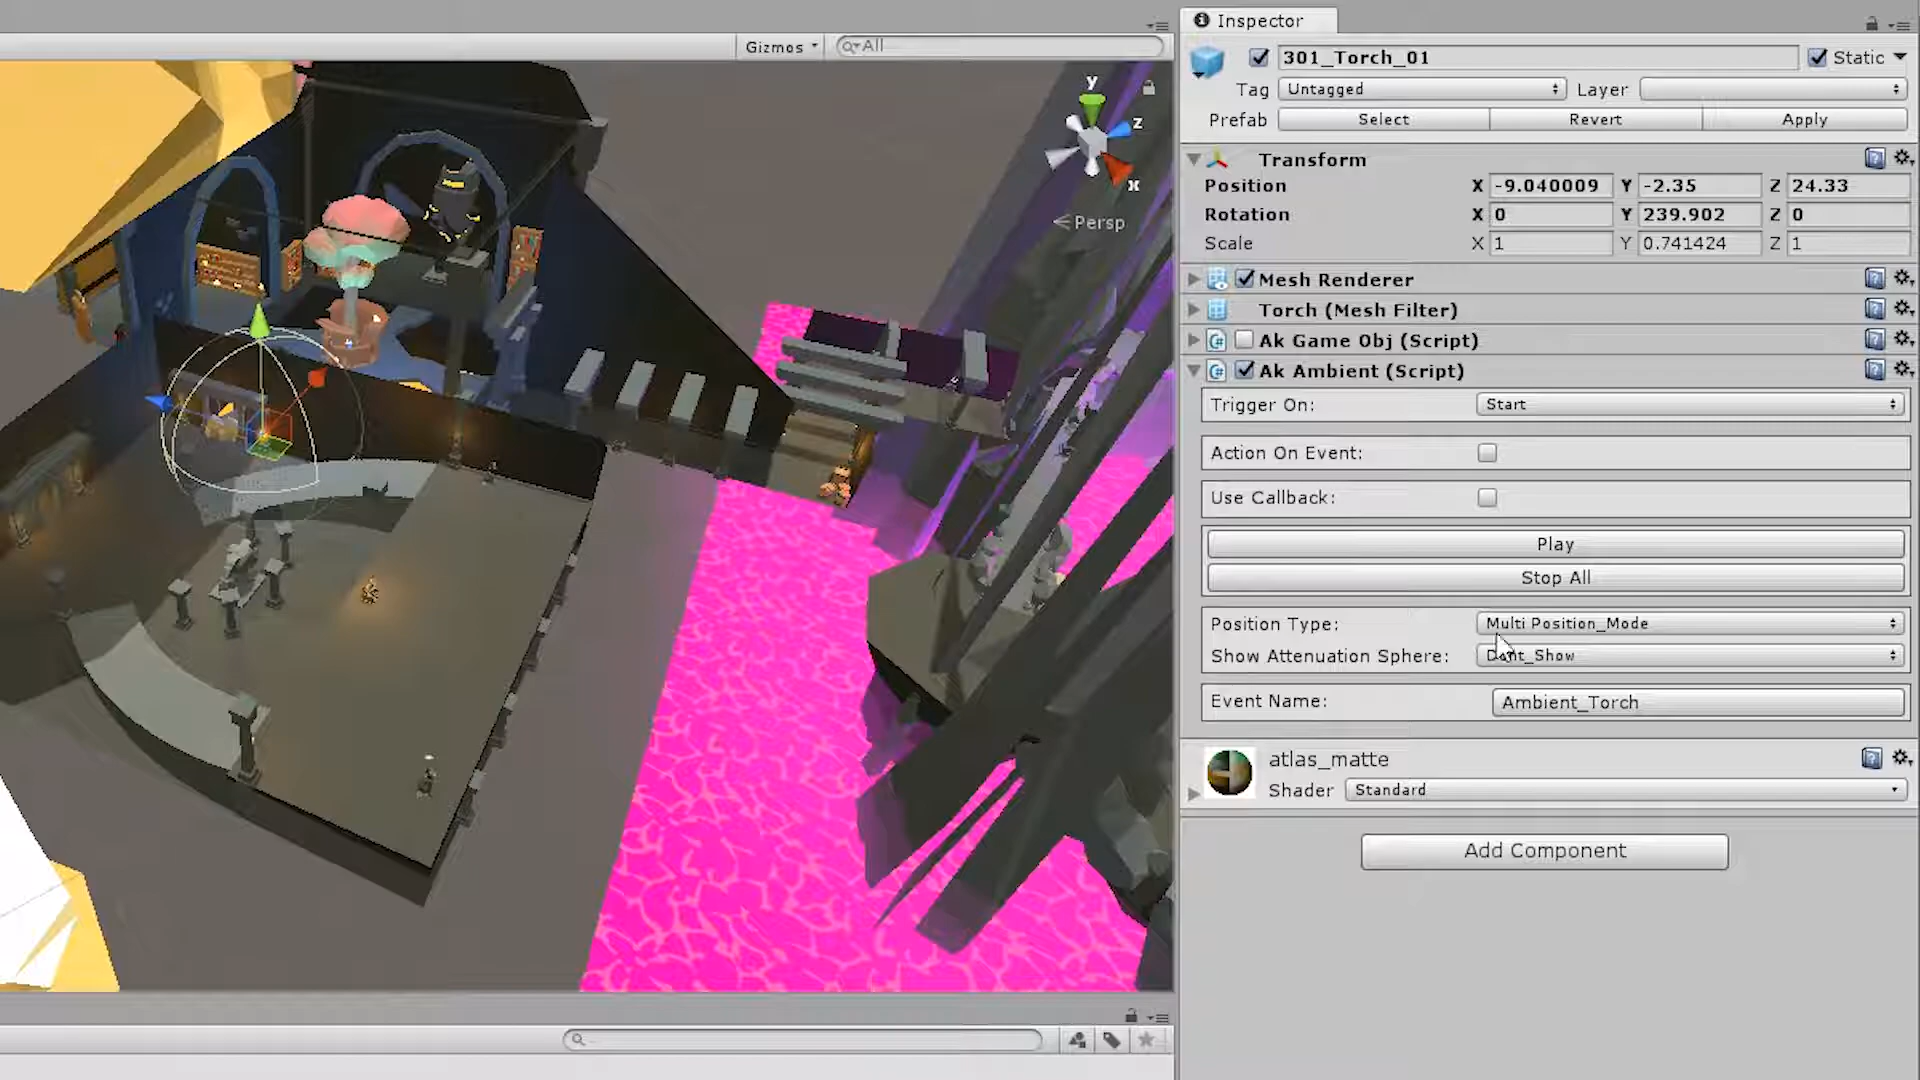 Inspector
Gizmos
All
301_Torch_01
Static
Tag
Untagged
Layer
Prefab
Select
Revert
Apply
y
z
x
Persp
Transform
Position X -9.040009 Y -2.35 Z 24.33
Rotation X 0 Y 239.902 Z 0
Scale X 1 Y 0.741424 Z 1
Mesh Renderer
Torch (Mesh Filter)
Ak Game Obj (Script)
Ak Ambient (Script)
Trigger On: Start
Action On Event:
Use Callback:
Play
Stop All
Position Type: Multi Position_Mode
Show Attenuation Sphere: Dont_Show
Event Name: Ambient_Torch
atlas_matte
Shader Standard
Add Component